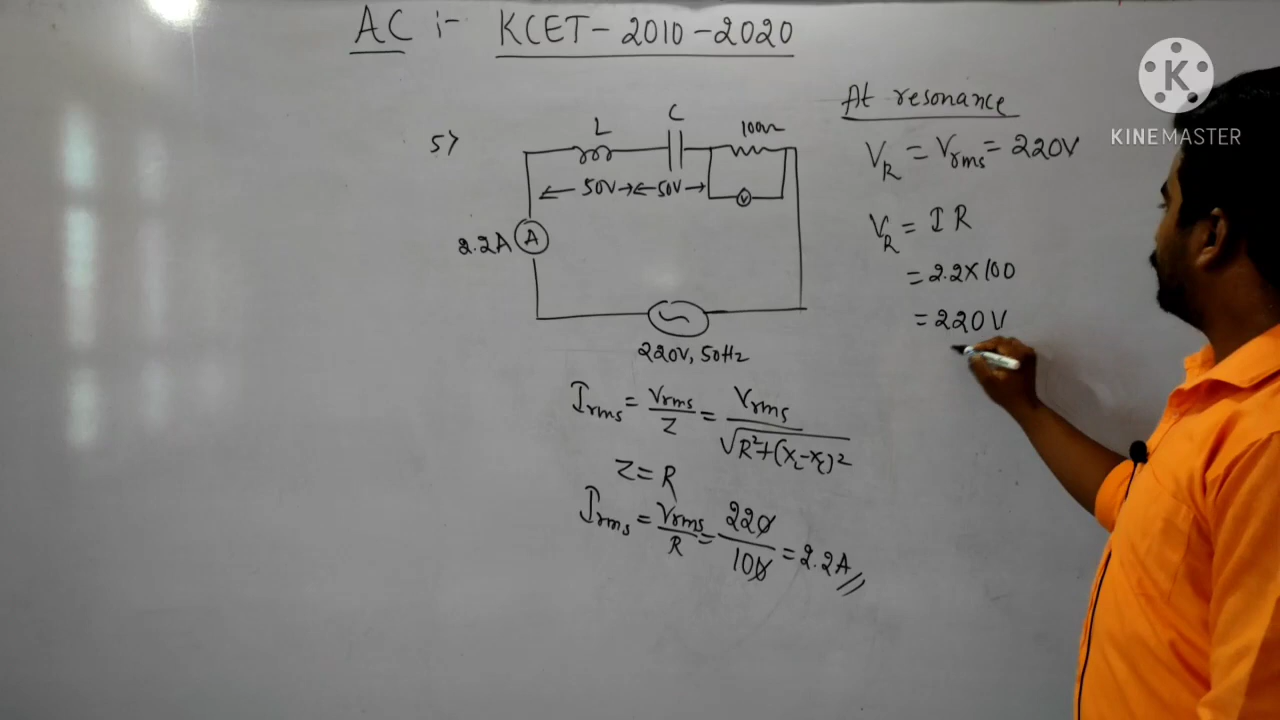 AC :- KCET-2010-2020
5)
L
C
100Ω
50V
50V
V
2.2A
A
220V, 50Hz
I_rms = V_rms/Z = V_rms/√R²+(X_L-X_C)²
Z=R
I_rms = V_rms/R = 220/100 = 2.2A
At resonance
V_R = V_rms = 220V
V_R = I R
= 2.2×100
= 220V
K
KINEMASTER